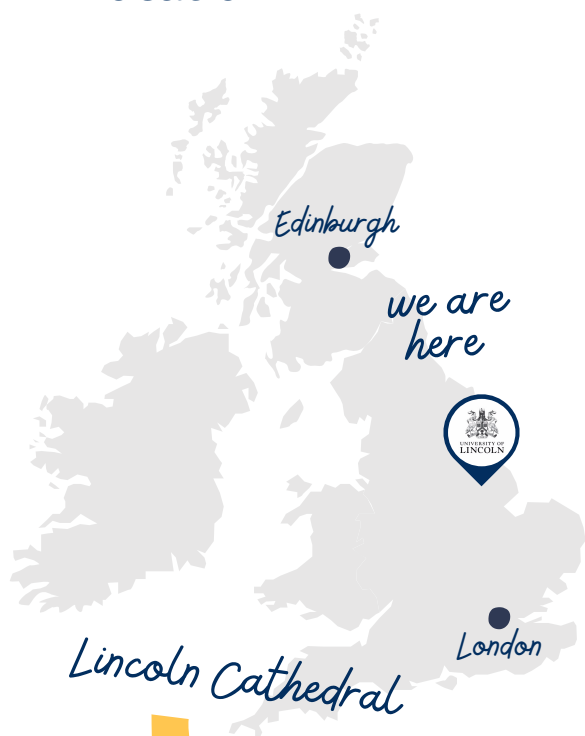 Edinburgh
we are
here
UNIVERSITY OF
LINCOLN
London
Lincoln Cathedral